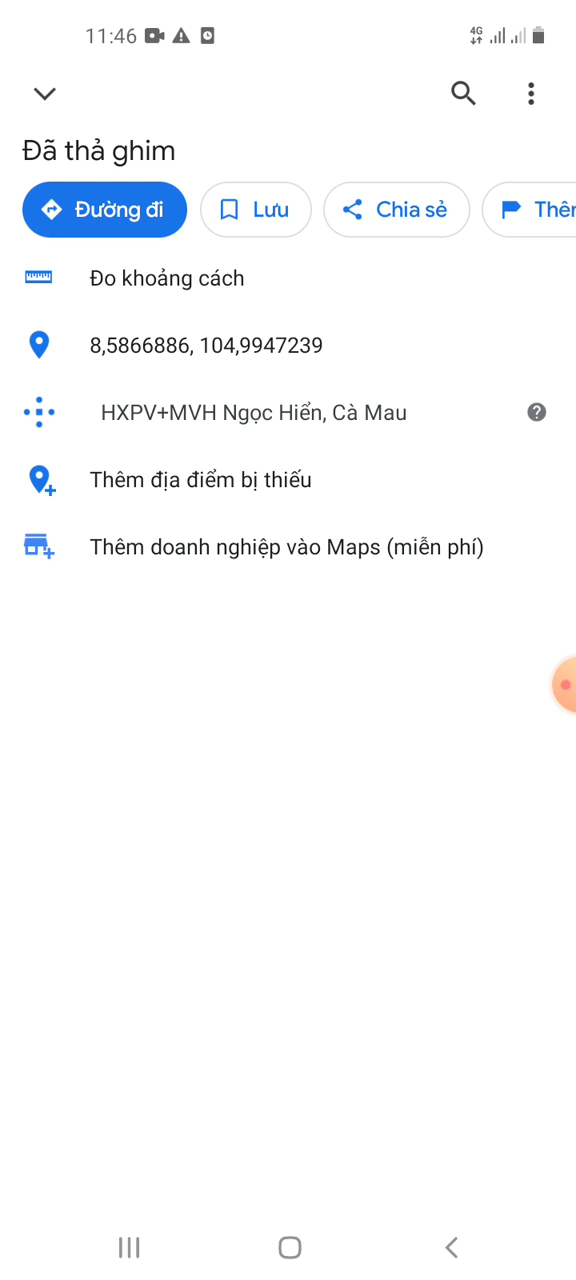 11:46
4G
Đã thả ghim
Đường đi
Lưu
Chia sẻ
Đo khoảng cách
8,5866886, 104,9947239
HXPV+MVH Ngọc Hiển, Cà Mau
Thêm địa điểm bị thiếu
Thêm doanh nghiệp vào Maps (miễn phí)